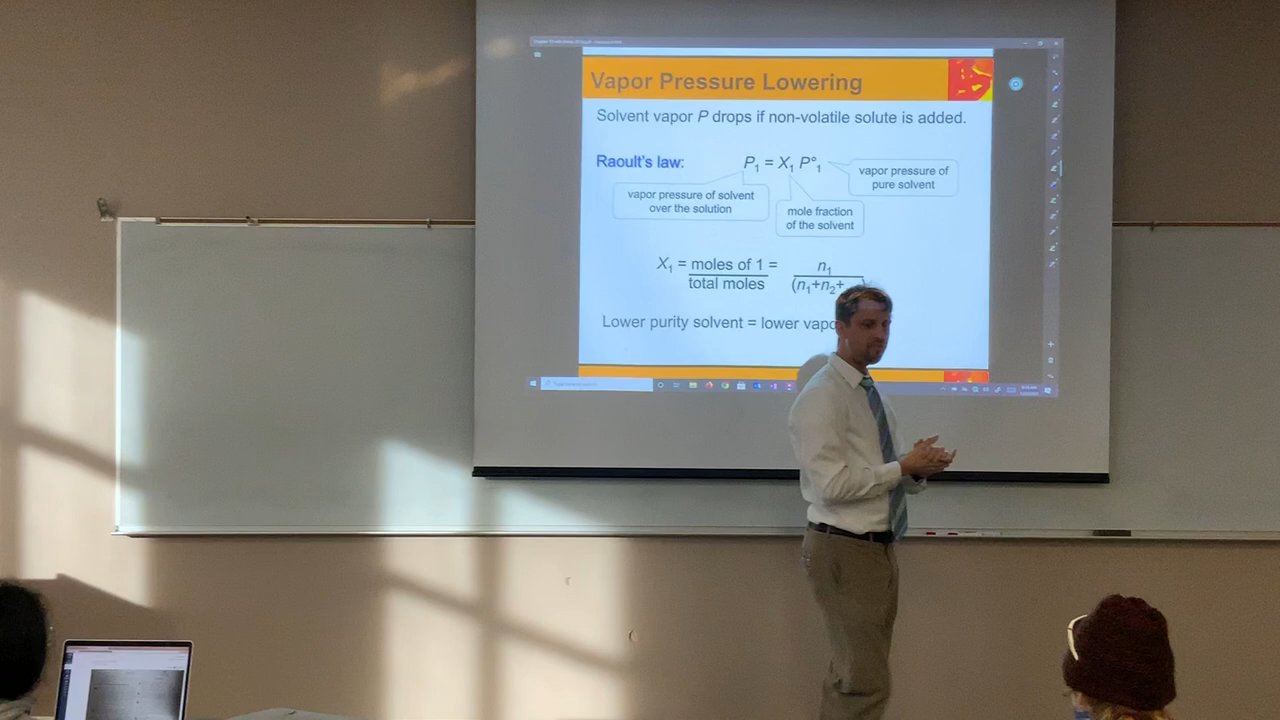 Vapor Pressure Lowering
Solvent vapor P drops if non-volatile solute is added.
Raoult's law: P₁ = X₁ P°₁
vapor pressure of
pure solvent
vapor pressure of solvent
over the solution
mole fraction
of the solvent
X₁ = moles of 1 = n₁
total moles (n₁+n₂+
Lower purity solvent = lower vapo